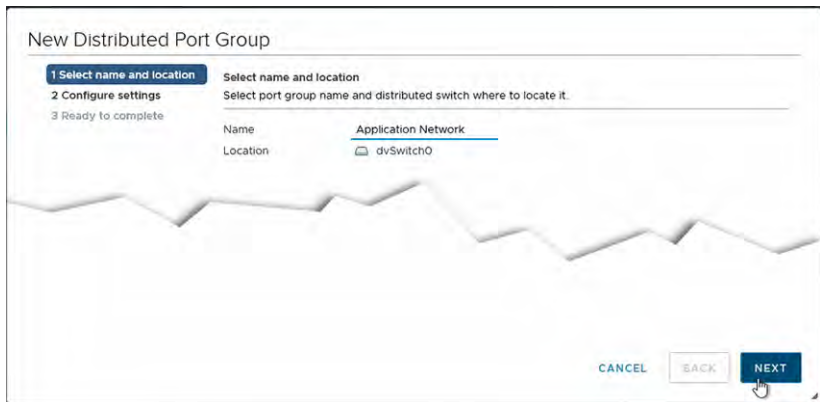 New Distributed Port Group
1 Select name and location
2 Configure settings
3 Ready to complete
Select name and location
Select port group name and distributed switch where to locate it.
Name Application Network
Location dvSwitch0
CANCEL BACK NEXT